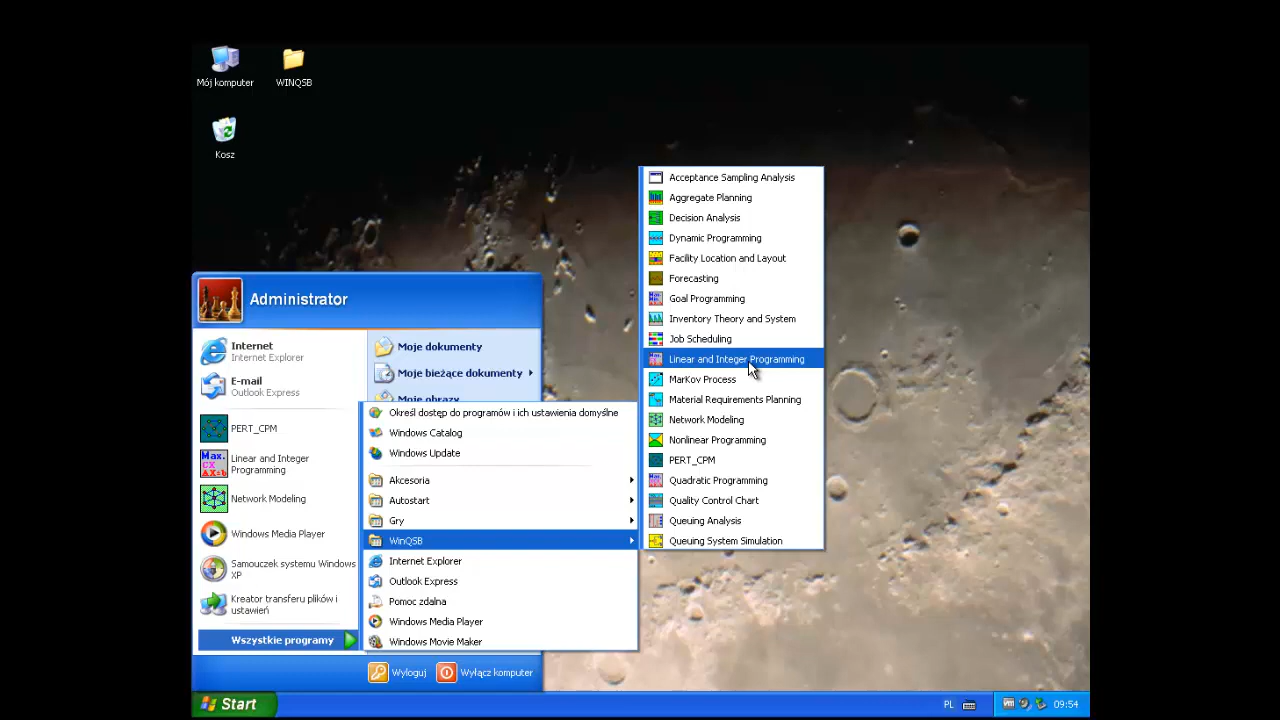 Mój komputer
WINQSB
Kosz
Administrator
Internet
Internet Explorer
E-mail
Outlook Express
PERT_CPM
Max.
CX
AX=b
Linear and Integer
Programming
Network Modeling
Windows Media Player
Samouczek systemu Windows
XP
Kreator transferu plików i
ustawień
Wszystkie programy
Moje dokumenty
Moje bieżące dokumenty
Moje obrazy
Określ dostęp do programów i ich ustawienia domyślne
Windows Catalog
Windows Update
Akcesoria
Autostart
Gry
WinQSB
Internet Explorer
Outlook Express
Pomoc zdalna
Windows Media Player
Windows Movie Maker
Acceptance Sampling Analysis
Aggregate Planning
Decision Analysis
Dynamic Programming
Facility Location and Layout
Forecasting
Goal Programming
Inventory Theory and System
Job Scheduling
Linear and Integer Programming
MarKov Process
Material Requirements Planning
Network Modeling
Nonlinear Programming
PERT_CPM
Quadratic Programming
Quality Control Chart
Queuing Analysis
Queuing System Simulation
Wyloguj
Wyłącz komputer
Start
PL
09:54